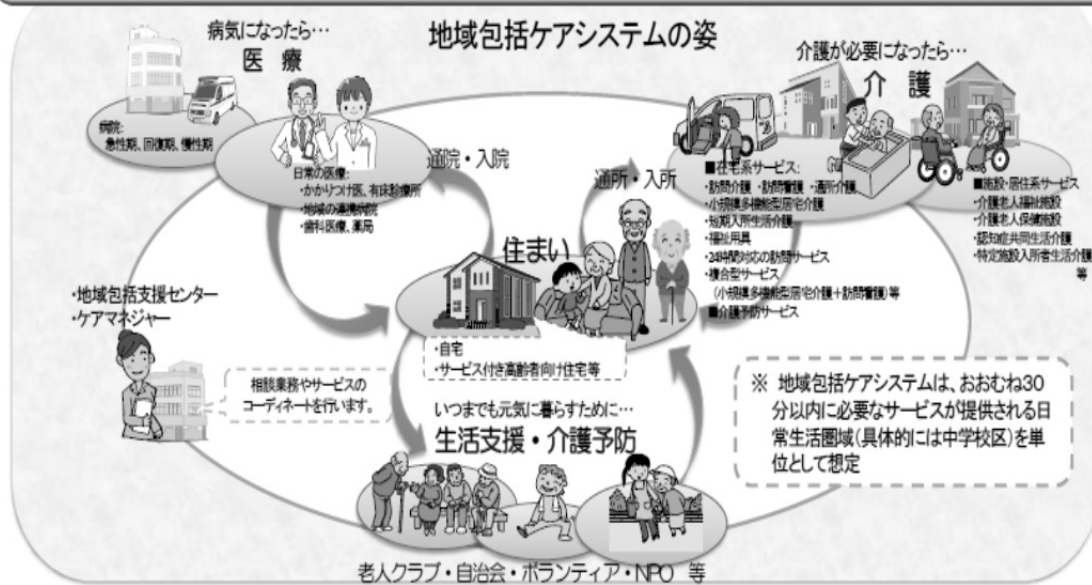 地域包括ケアシステムの姿
病気になったら…
医 療
介護が必要になったら…
介 護
病院:
急性期、回復期、慢性期
日常の医療:
・かかりつけ医、有床診療所
・地域の連携病院
・歯科医療、薬局
通院・入院
通所・入所
■在宅系サービス:
・訪問介護 ・訪問看護 ・通所介護
・小規模多機能型居宅介護
・短期入所生活介護
・福祉用具
・24時間対応の訪問サービス
・複合型サービス
(小規模多機能型居宅介護+訪問看護)等
■介護予防サービス
■施設・居住系サービス
・介護老人福祉施設
・介護老人保健施設
・認知症共同生活介護
・特定施設入所者生活介護
等
住まい
・自宅
・サービス付き高齢者向け住宅等
・地域包括支援センター
・ケアマネジャー
相談業務やサービスの
コーディネートを行います。
いつまでも元気に暮らすために…
生活支援・介護予防
老人クラブ・自治会・ボランティア・NPO 等
※ 地域包括ケアシステムは、おおむね30
分以内に必要なサービスが提供される日
常生活圏域(具体的には中学校区)を単
位として想定